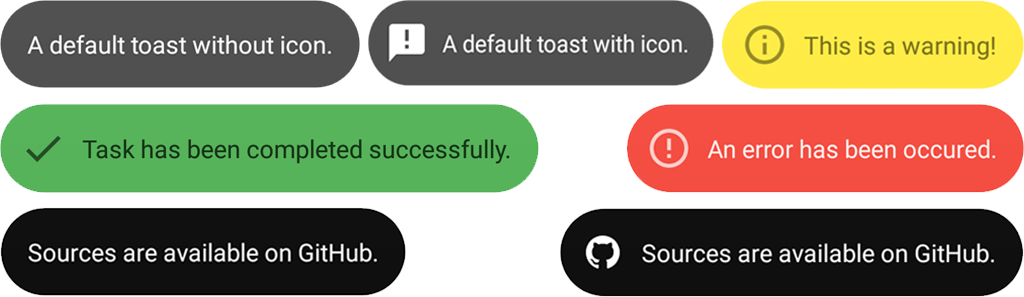 A default toast without icon.
A default toast with icon.
This is a warning!
Task has been completed successfully.
An error has been occured.
Sources are available on GitHub.
Sources are available on GitHub.